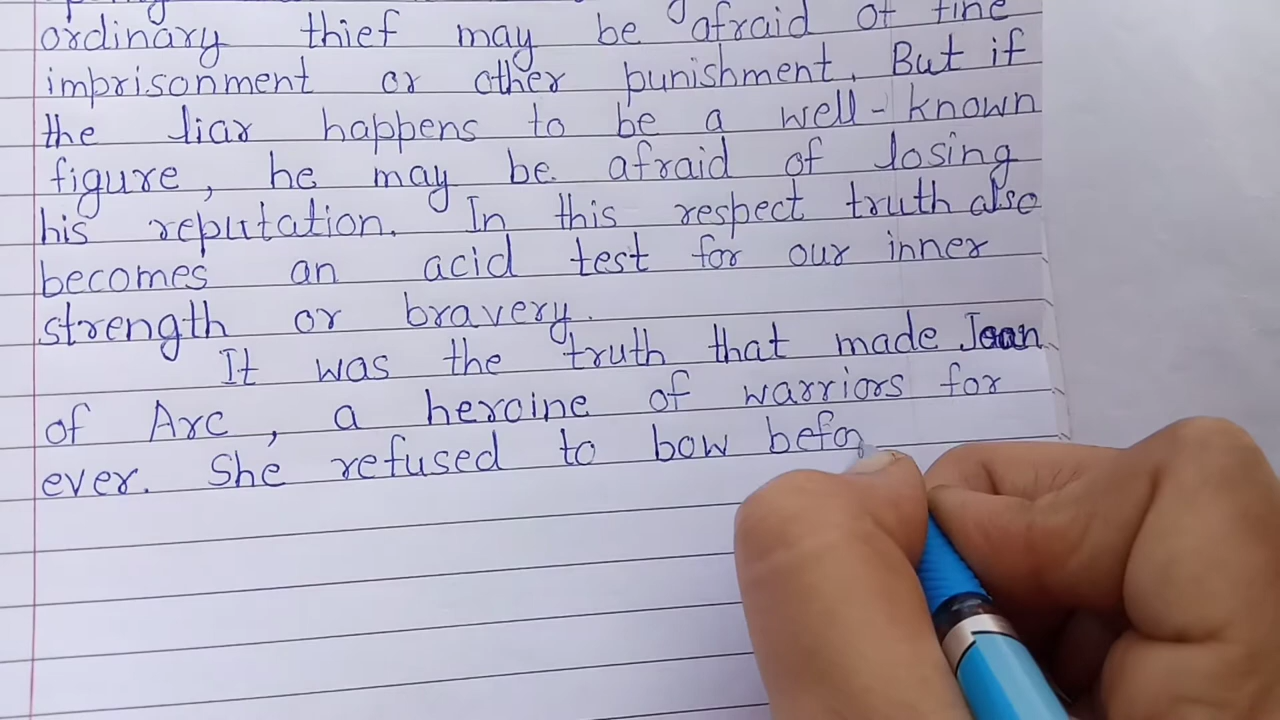 ordinary thief may be afraid of fine
imprisonment or other punishment. But if
the liar happens to be a well-known
figure, he may be afraid of losing
his reputation. In this respect truth also
becomes an acid test for our inner
strength or bravery.
It was the truth that made Joan
of Arc, a heroine of warriors for
ever. She refused to bow befo